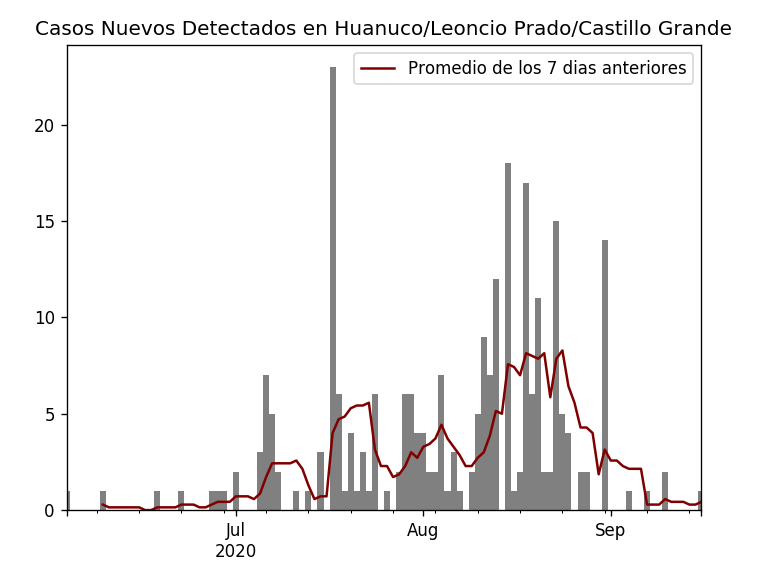 Casos Nuevos Detectados en Huanuco/Leoncio Prado/Castillo Grande
Promedio de los 7 dias anteriores
20
15
10
5
0
Jul
2020
Aug
Sep